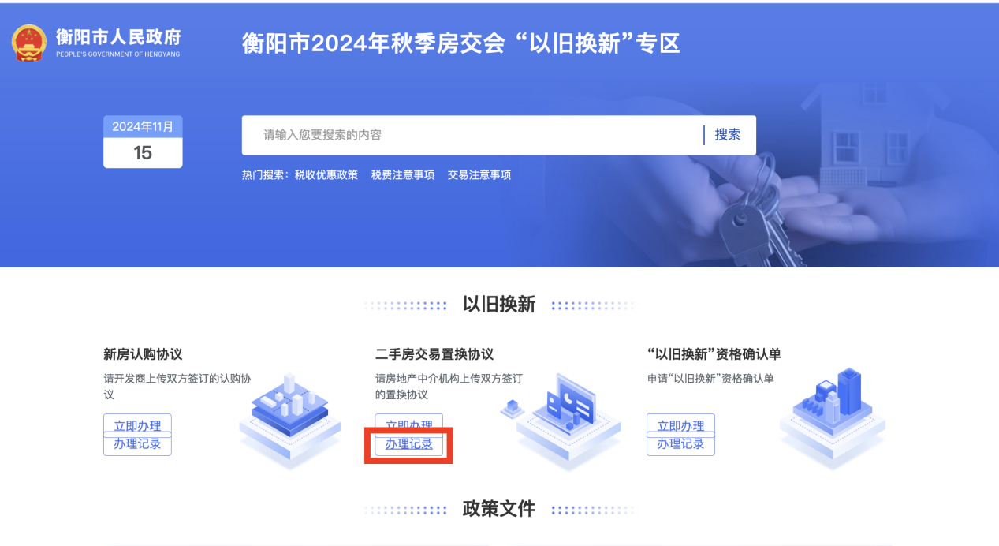 衡阳市人民政府
PEOPLE'S GOVERNMENT OF HENGYANG
衡阳市2024年秋季房交会“以旧换新”专区
2024年11月
15
请输入您要搜索的内容
搜索
热门搜索：税收优惠政策 税费注意事项 交易注意事项
以旧换新
新房认购协议
请开发商上传双方签订的认购协
议
立即办理
办理记录
二手房交易置换协议
请房地产中介机构上传双方签订
的置换协议
立即办理
办理记录
“以旧换新”资格确认单
申请“以旧换新”资格确认单
立即办理
办理记录
政策文件